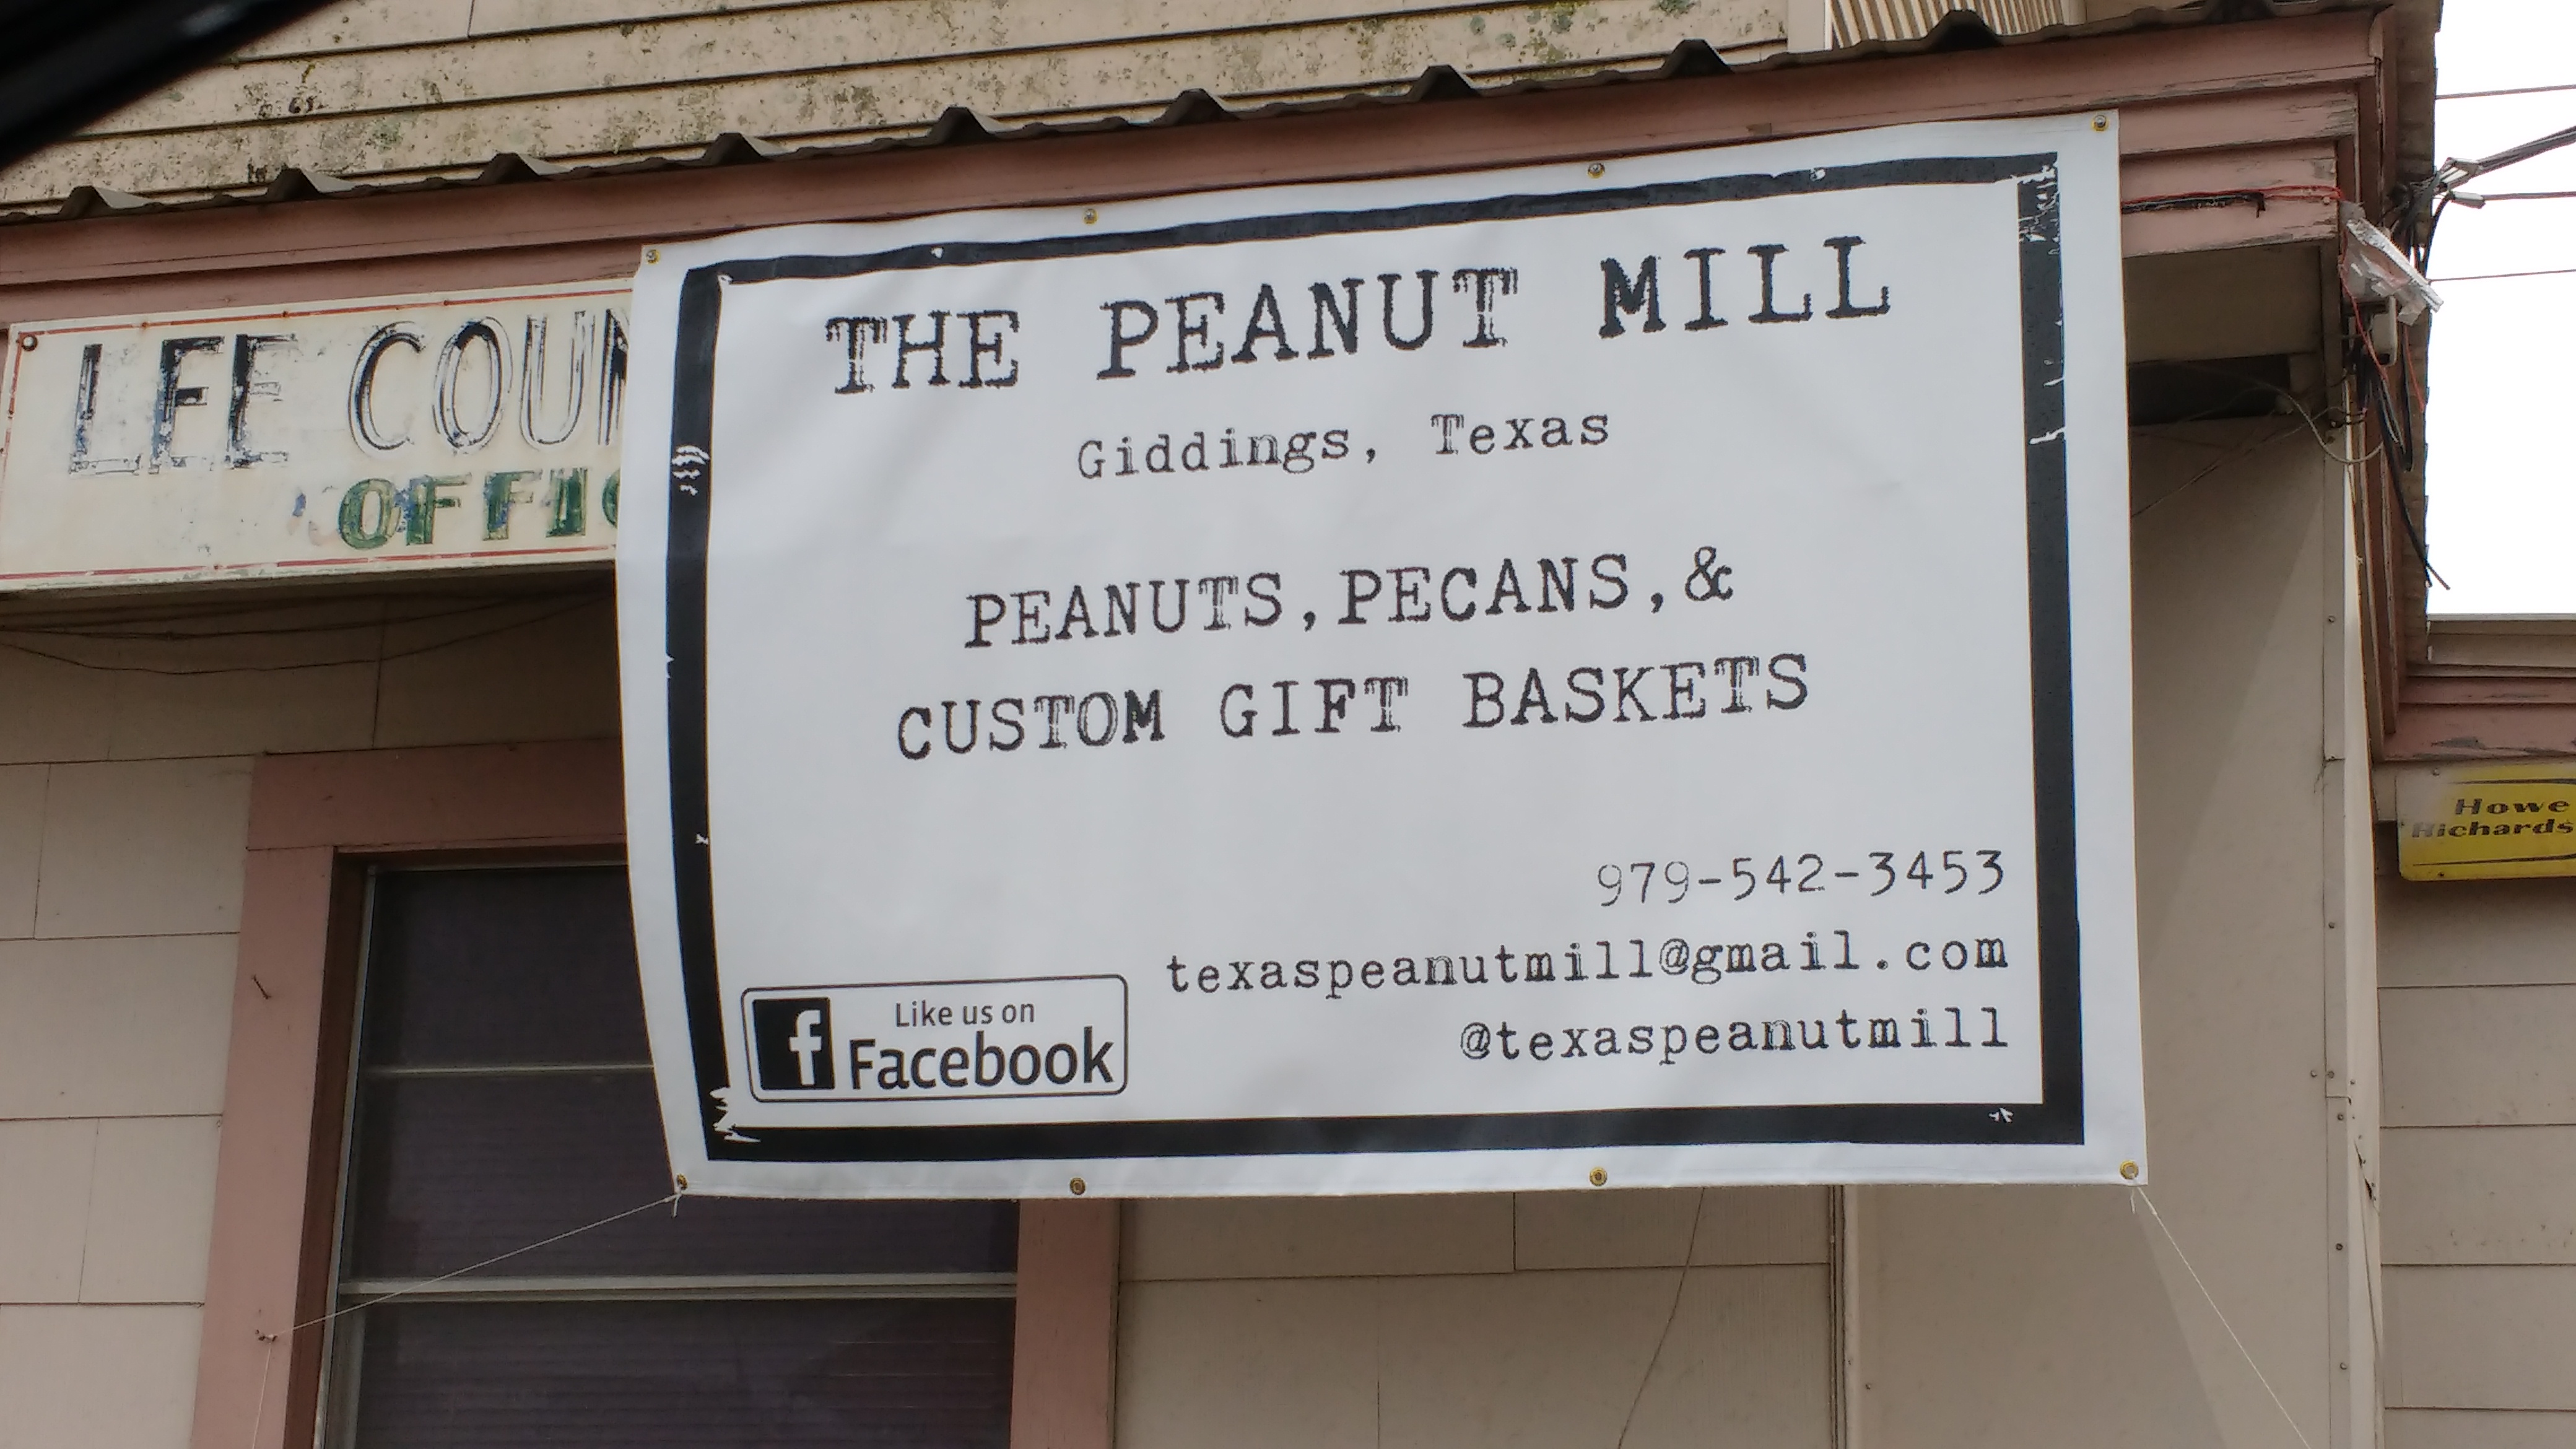 LEE COUN
OFFIC
THE PEANUT MILL
Giddings, Texas
PEANUTS, PECANS, &
CUSTOM GIFT BASKETS
979-542-3453
texaspeanutmill@gmail.com
@texaspeanutmill
Like us on
Facebook
Howe
Richards